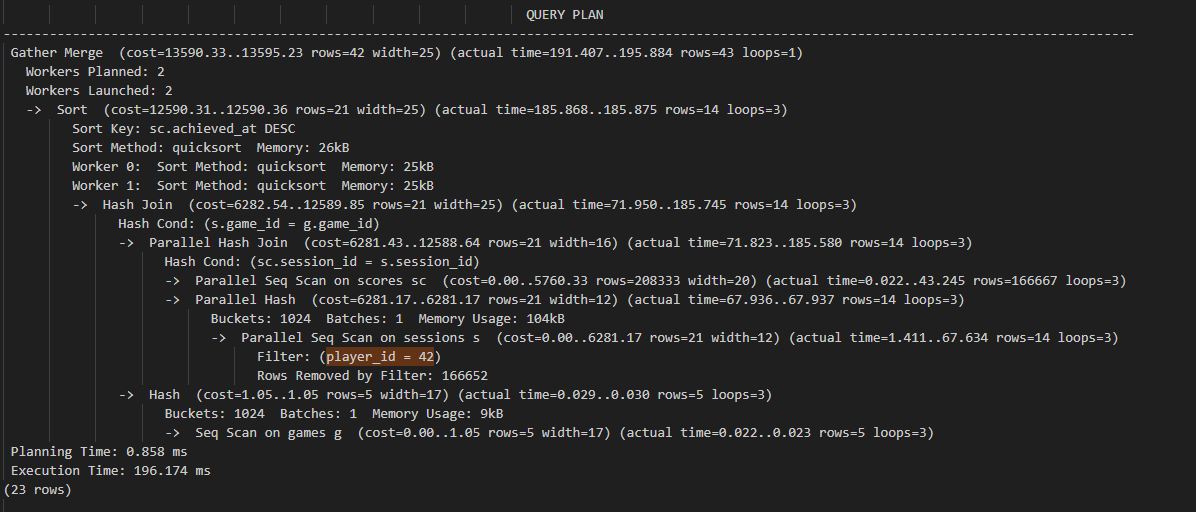 QUERY PLAN
-------------------------------------------------------------------------------------------------------------------------------------------------
Gather Merge  (cost=13590.33..13595.23 rows=42 width=25) (actual time=191.407..195.884 rows=43 loops=1)
Workers Planned: 2
Workers Launched: 2
->  Sort  (cost=12590.31..12590.36 rows=21 width=25) (actual time=185.868..185.875 rows=14 loops=3)
Sort Key: sc.achieved_at DESC
Sort Method: quicksort  Memory: 26kB
Worker 0:  Sort Method: quicksort  Memory: 25kB
Worker 1:  Sort Method: quicksort  Memory: 25kB
->  Hash Join  (cost=6282.54..12589.85 rows=21 width=25) (actual time=71.950..185.745 rows=14 loops=3)
Hash Cond: (s.game_id = g.game_id)
->  Parallel Hash Join  (cost=6281.43..12588.64 rows=21 width=16) (actual time=71.823..185.580 rows=14 loops=3)
Hash Cond: (sc.session_id = s.session_id)
->  Parallel Seq Scan on scores sc  (cost=0.00..5760.33 rows=208333 width=20) (actual time=0.022..43.245 rows=166667 loops=3)
->  Parallel Hash  (cost=6281.17..6281.17 rows=21 width=12) (actual time=67.936..67.937 rows=14 loops=3)
Buckets: 1024  Batches: 1  Memory Usage: 104kB
->  Parallel Seq Scan on sessions s  (cost=0.00..6281.17 rows=21 width=12) (actual time=1.411..67.634 rows=14 loops=3)
Filter: (player_id = 42)
Rows Removed by Filter: 166652
->  Hash  (cost=1.05..1.05 rows=5 width=17) (actual time=0.029..0.030 rows=5 loops=3)
Buckets: 1024  Batches: 1  Memory Usage: 9kB
->  Seq Scan on games g  (cost=0.00..1.05 rows=5 width=17) (actual time=0.022..0.023 rows=5 loops=3)
Planning Time: 0.858 ms
Execution Time: 196.174 ms
(23 rows)